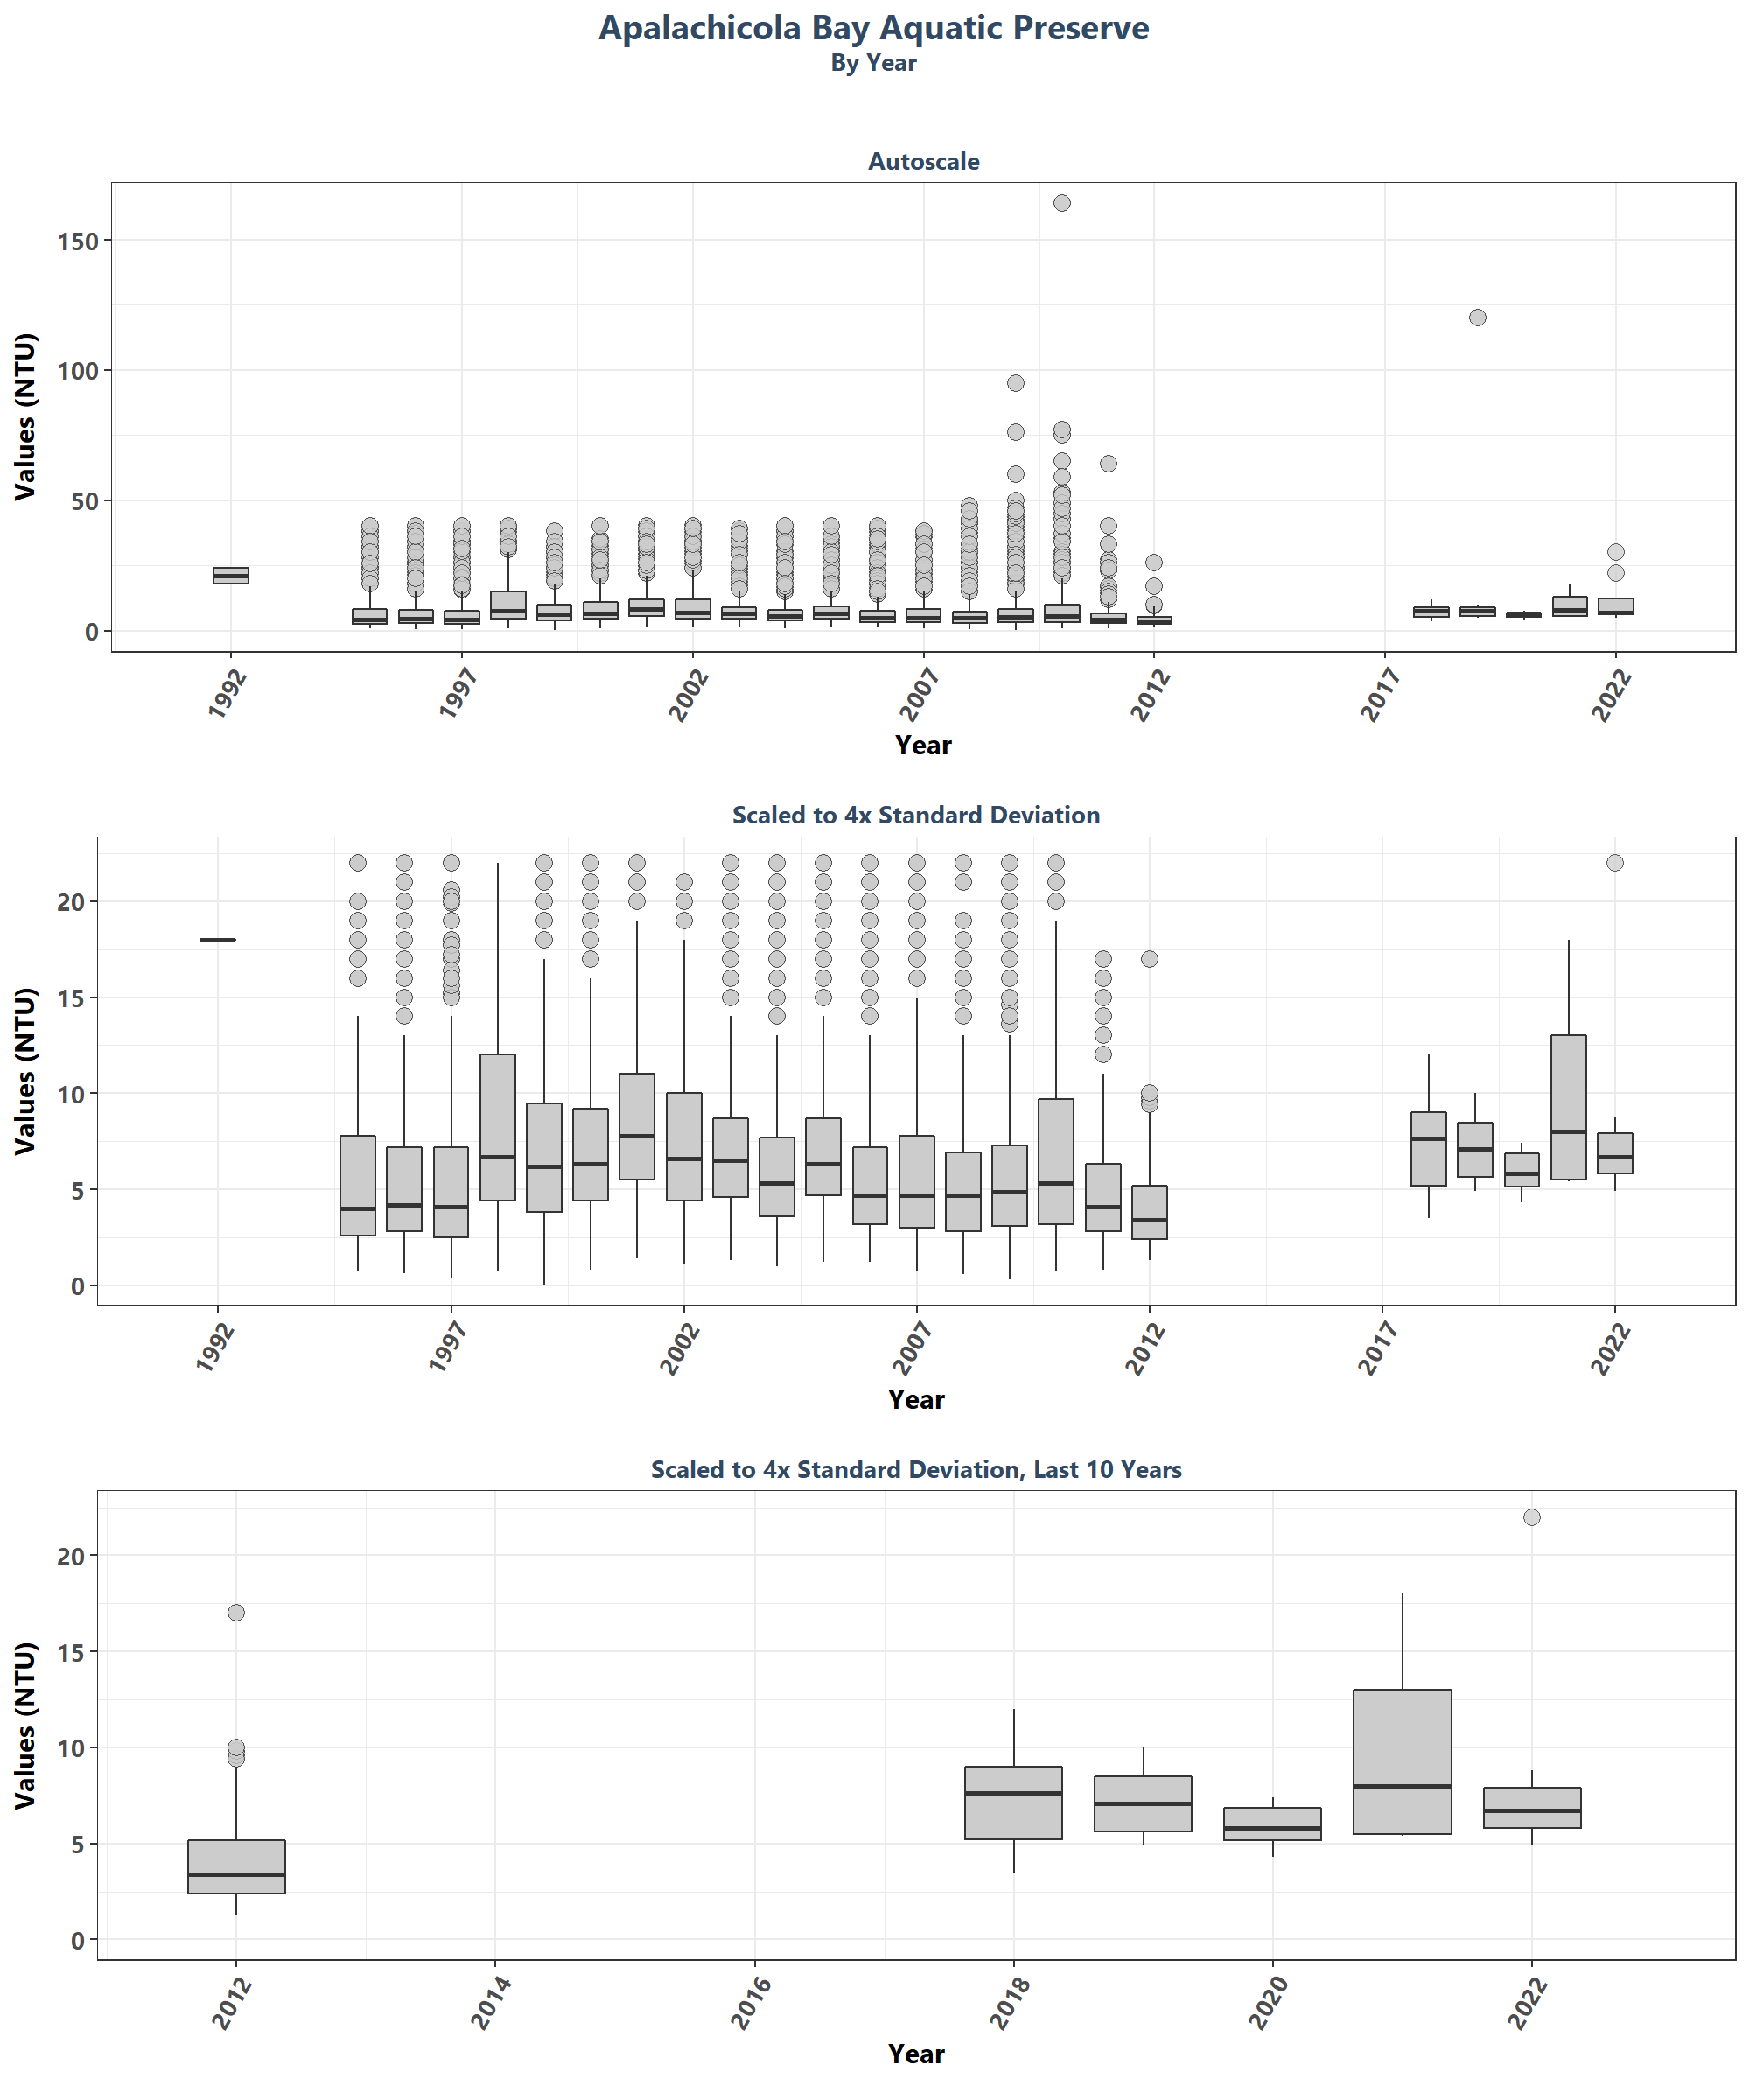 Apalachicola Bay Aquatic Preserve
By Year
Autoscale
Values (NTU)
150
100
50
0
1992 1997 2002 2007 2012 2017 2022
Year
Scaled to 4x Standard Deviation
Values (NTU)
20
15
10
5
0
1992 1997 2002 2007 2012 2017 2022
Year
Scaled to 4x Standard Deviation, Last 10 Years
Values (NTU)
20
15
10
5
0
2012 2014 2016 2018 2020 2022
Year